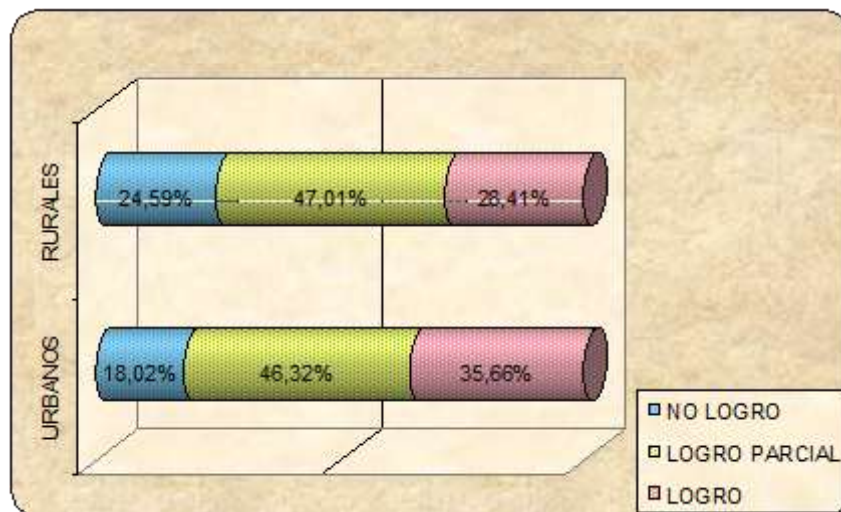 RURALES
24,59% 47,01% 28,41%
URBANOS
18,02% 46,32% 35,66%
NO LOGRO
LOGRO PARCIAL
LOGRO